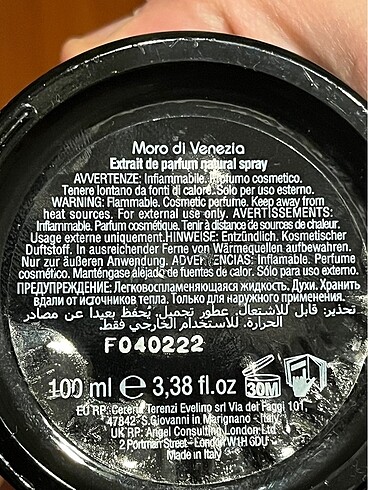 Moro di Venezia
Extrait de parfum natural spray
AVVERTENZE: Infiammabile. Profumo cosmetico.
Tenere lontano da fonti di calore. Solo per uso esterno.
WARNING: Flammable. Cosmetic perfume. Keep away from
heat sources. For external use only. AVERTISSEMENTS:
Inflammable. Parfum cosmétique. Tenir à distance de sources de chaleur.
Usage externe uniquement. HINWEISE: Entzündlich. Kosmetischer
Duftstoff. In ausreichender Ferne von Wärmequellen aufbewahren.
Nur zur äußeren Anwendung. ADVERTENCIAS: Inflamable. Perfume
cosmético. Manténgase alejado de fuentes de calor. Sólo para uso externo.
ПРЕДУПРЕЖДЕНИЕ: Легковоспламеняющаяся жидкость. Духи. Хранить
вдали от источников тепла. Только для наружного применения.
تحذير: قابل للاشتعال. عطور تجميل. يُحفظ بعيدا عن مصادر
الحرارة. للاستخدام الخارجي فقط
F040222
100 ml e 3,38 fl.oz 30M
EU RP: Cereria Terenzi Evelino srl Via dei Faggi 101,
47842- S.Giovanni in Marignano - Italy
UK RP: Angel Consulting London Ltd
2 Portman Street-London W1H 6DU
Made in Italy